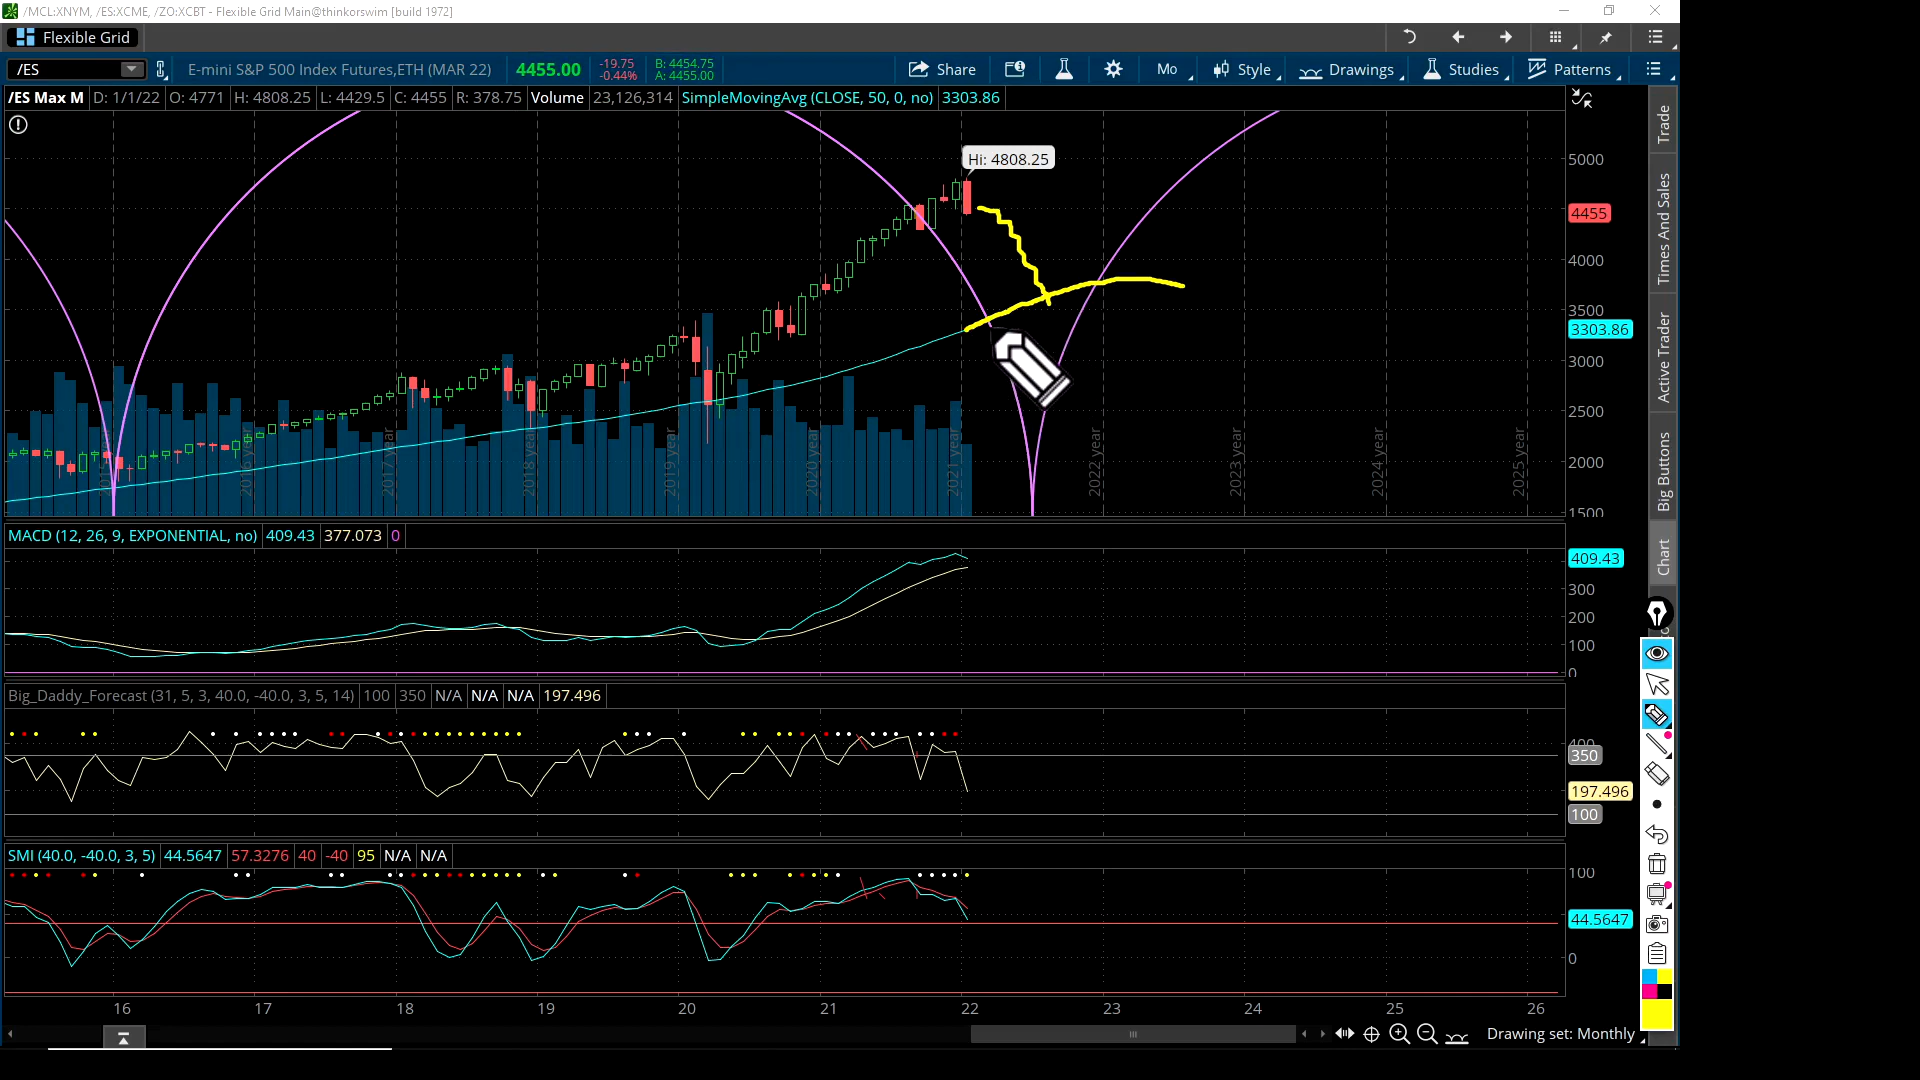 /MCL:XNYM, /ES:XCME, /ZO:XCBT - Flexible Grid Main@thinkorswim [build 1972]
Flexible Grid
/ES E-mini S&P 500 Index Futures,ETH (MAR 22) 4455.00 -19.75 -0.44% B: 4454.75 A: 4455.00 Share Mo Style Drawings Studies Patterns
/ES Max M D: 1/1/22 O: 4771 H: 4808.25 L: 4429.5 C: 4455 R: 378.75 Volume 23,126,314 SimpleMovingAvg (CLOSE, 50, 0, no) 3303.86
Hi: 4808.25
5000
4455
4000
3500
3303.86
3000
2500
2000
1500
2016 year 2017 year 2018 year 2019 year 2020 year 2021 year 2022 year 2023 year 2024 year 2025 year
Trade
Times And Sales
Active Trader
Big Buttons
Chart
MACD (12, 26, 9, EXPONENTIAL, no) 409.43 377.073 0
409.43
300
200
100
0
Big_Daddy_Forecast (31, 5, 3, 40.0, -40.0, 3, 5, 14) 100 350 N/A N/A N/A 197.496
400
350
197.496
100
SMI (40.0, -40.0, 3, 5) 44.5647 57.3276 40 -40 95 N/A N/A
100
44.5647
0
16 17 18 19 20 21 22 23 24 25 26
Drawing set: Monthly